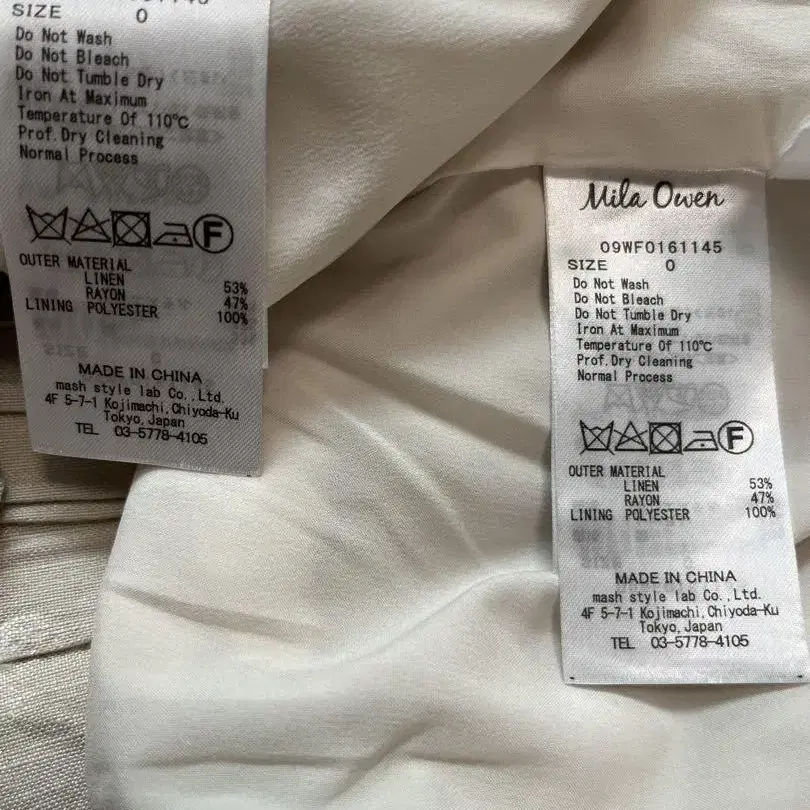 SIZE 0
Do Not Wash
Do Not Bleach
Do Not Tumble Dry
Iron At Maximum
Temperature Of 110℃
Prof.Dry Cleaning
Normal Process
F
OUTER MATERIAL
LINEN 53%
RAYON 47%
LINING POLYESTER 100%
MADE IN CHINA
mash style lab Co.,Ltd.
4F 5-7-1 Kojimachi,Chiyoda-Ku
Tokyo,Japan
TEL 03-5778-4105
Mila Owen
09WF0161145
SIZE 0
Do Not Wash
Do Not Bleach
Do Not Tumble Dry
Iron At Maximum
Temperature Of 110℃
Prof.Dry Cleaning
Normal Process
F
OUTER MATERIAL
LINEN 53%
RAYON 47%
LINING POLYESTER 100%
MADE IN CHINA
mash style lab Co.,Ltd.
4F 5-7-1 Kojimachi,Chiyoda-Ku
Tokyo,Japan
TEL 03-5778-4105